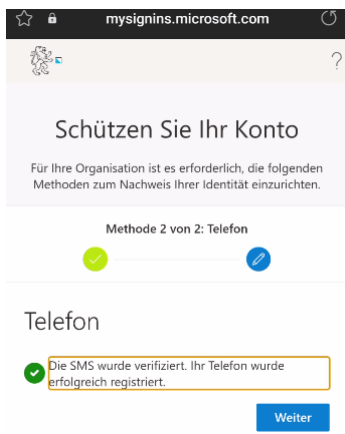 mysignins.microsoft.com
?
Schützen Sie Ihr Konto
Für Ihre Organisation ist es erforderlich, die folgenden
Methoden zum Nachweis Ihrer Identität einzurichten.
Methode 2 von 2: Telefon
Telefon
Die SMS wurde verifiziert. Ihr Telefon wurde
erfolgreich registriert.
Weiter